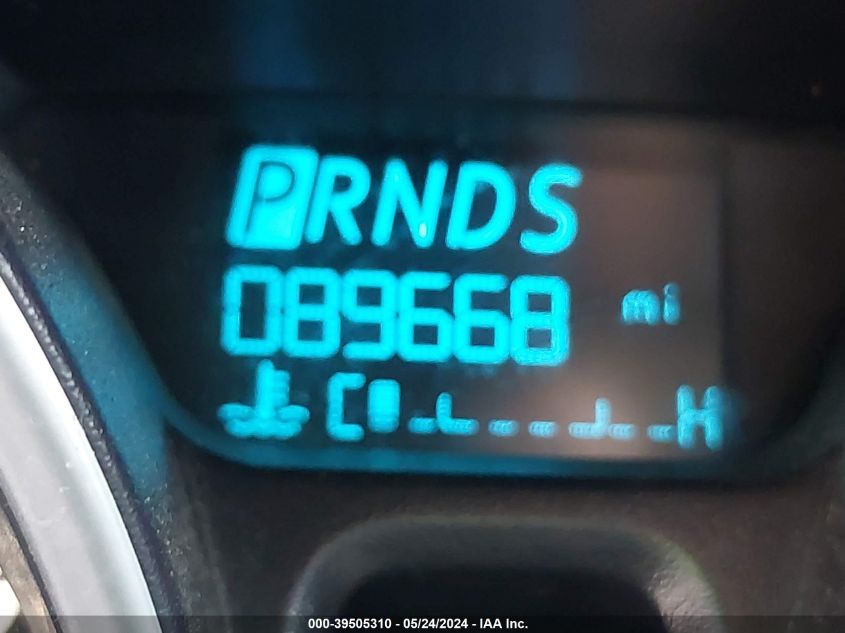 PRNDS
089668 mi
C H
000-39505310 - 05/24/2024 - IAA Inc.